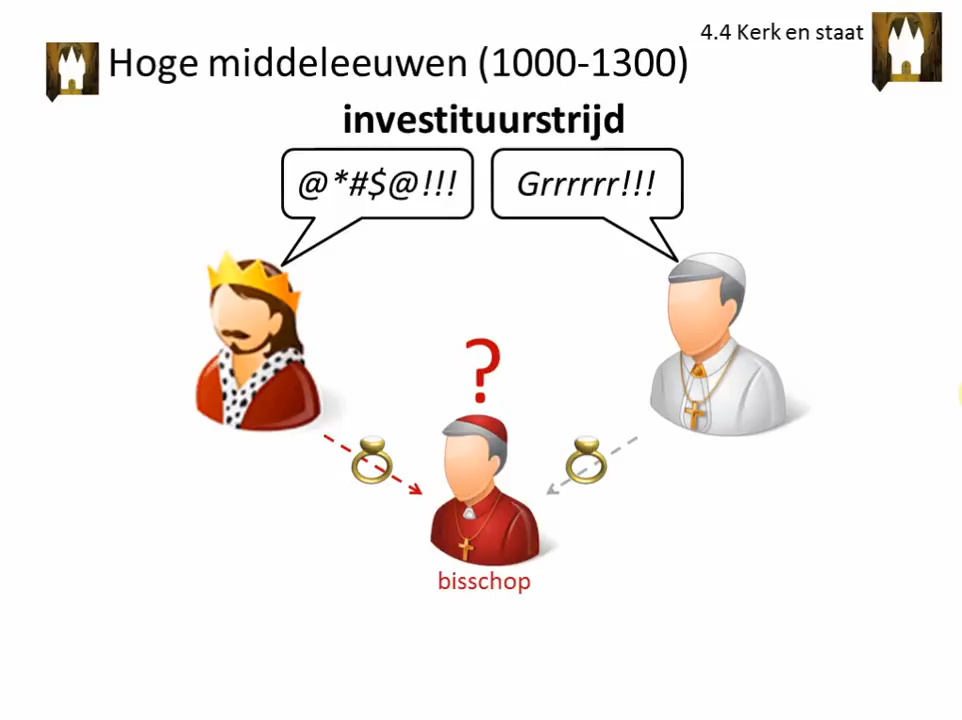 4.4 Kerk en staat
Hoge middeleeuwen (1000-1300)
investituurstrijd
@*#$@!!!
Grrrrrr!!!
?
bisschop